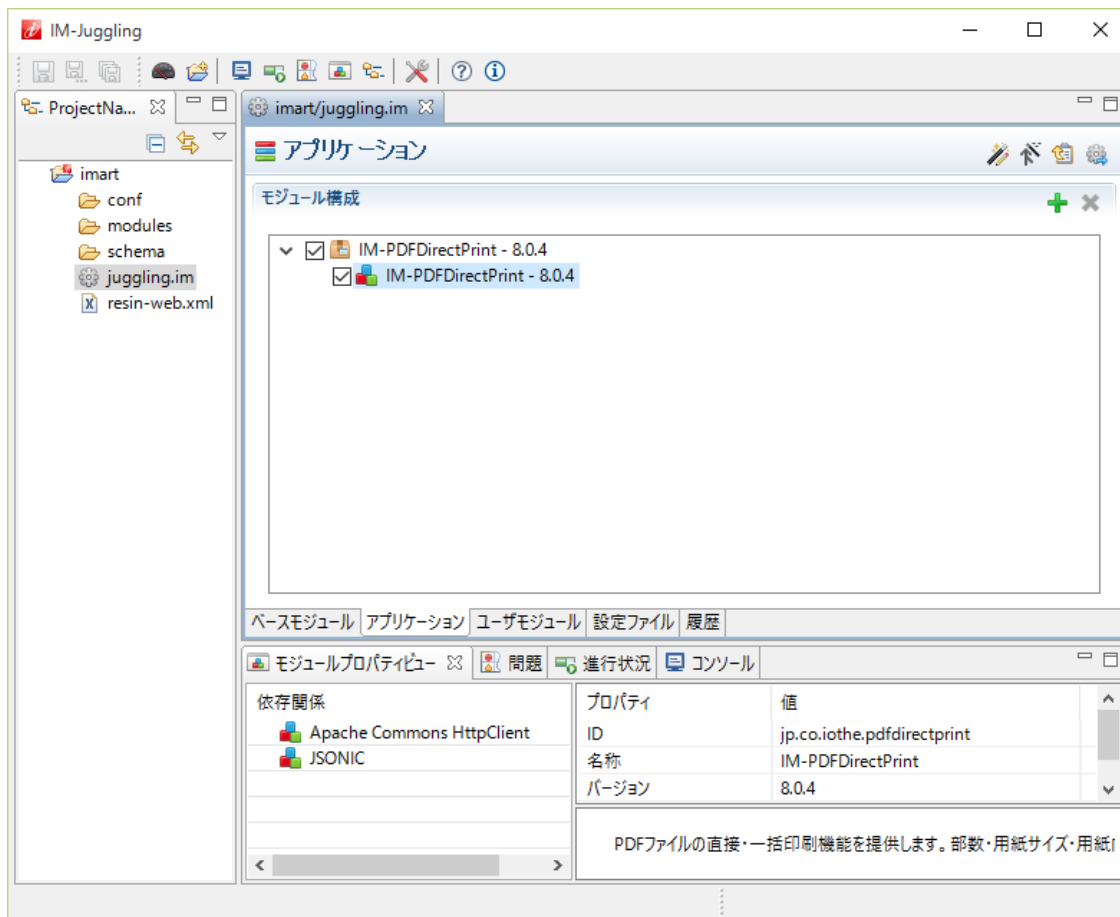 IM-Juggling
ProjectNa...
imart
conf
modules
schema
juggling.im
resin-web.xml
imart/juggling.im
アプリケーション
モジュール構成
IM-PDFDirectPrint - 8.0.4
IM-PDFDirectPrint - 8.0.4
ベースモジュール アプリケーション ユーザモジュール 設定ファイル 履歴
モジュールプロパティビュー 問題 進行状況 コンソール
依存関係
Apache Commons HttpClient
JSONIC
プロパティ 値
ID jp.co.iothe.pdfdirectprint
名称 IM-PDFDirectPrint
バージョン 8.0.4
PDFファイルの直接・一括印刷機能を提供します。部数・用紙サイズ・用紙